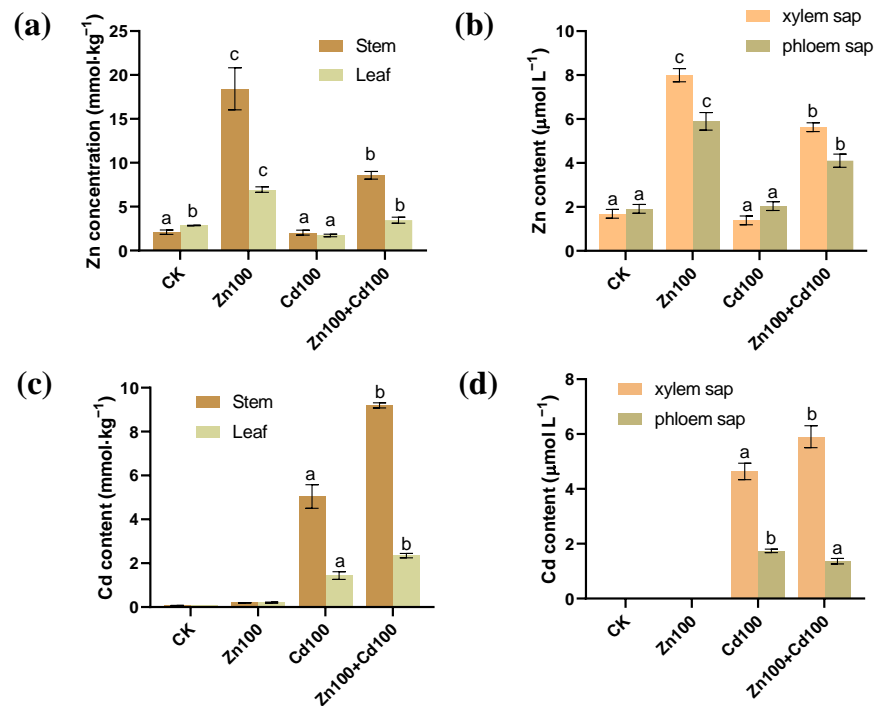 (a)
Stem
Leaf
Zn concentration (mmol·kg⁻¹)
25
20
15
10
5
0
a
b
c
c
a
a
b
b
CK
Zn100
Cd100
Zn100+Cd100
(b)
xylem sap
phloem sap
Zn content (μmol L⁻¹)
10
8
6
4
2
0
a
a
c
c
a
a
b
b
CK
Zn100
Cd100
Zn100+Cd100
(c)
Stem
Leaf
Cd content (mmol·kg⁻¹)
10
8
6
4
2
0
a
a
b
b
CK
Zn100
Cd100
Zn100+Cd100
(d)
xylem sap
phloem sap
Cd content (μmol L⁻¹)
8
6
4
2
0
a
b
b
a
CK
Zn100
Cd100
Zn100+Cd100